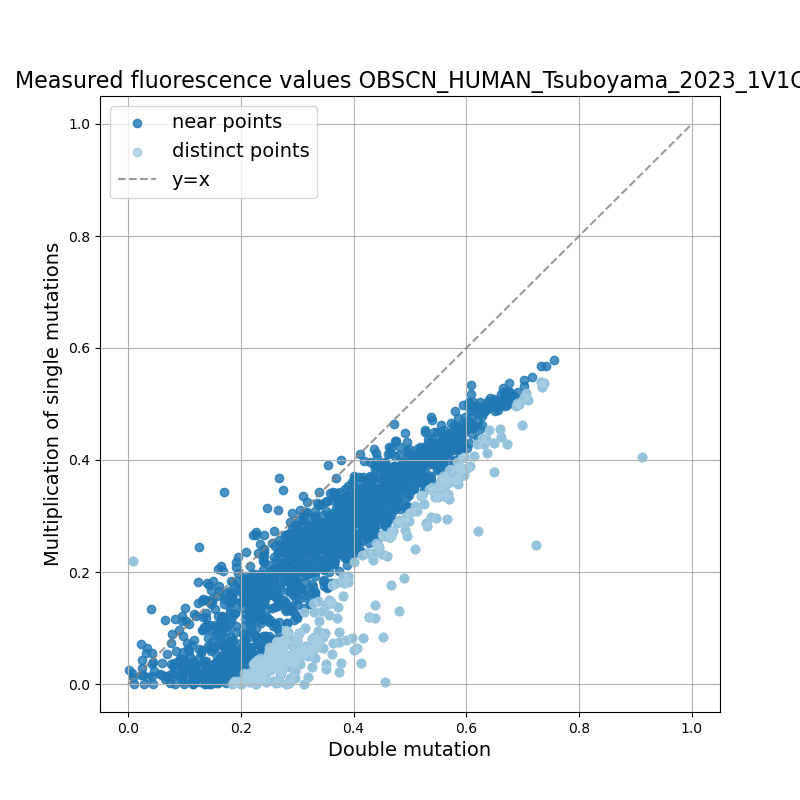 Measured fluorescence values OBSCN_HUMAN_Tsuboyama_2023_1V1C
near points
distinct points
y=x
1.0
0.8
0.6
0.4
0.2
0.0
Multiplication of single mutations
0.0 0.2 0.4 0.6 0.8 1.0
Double mutation